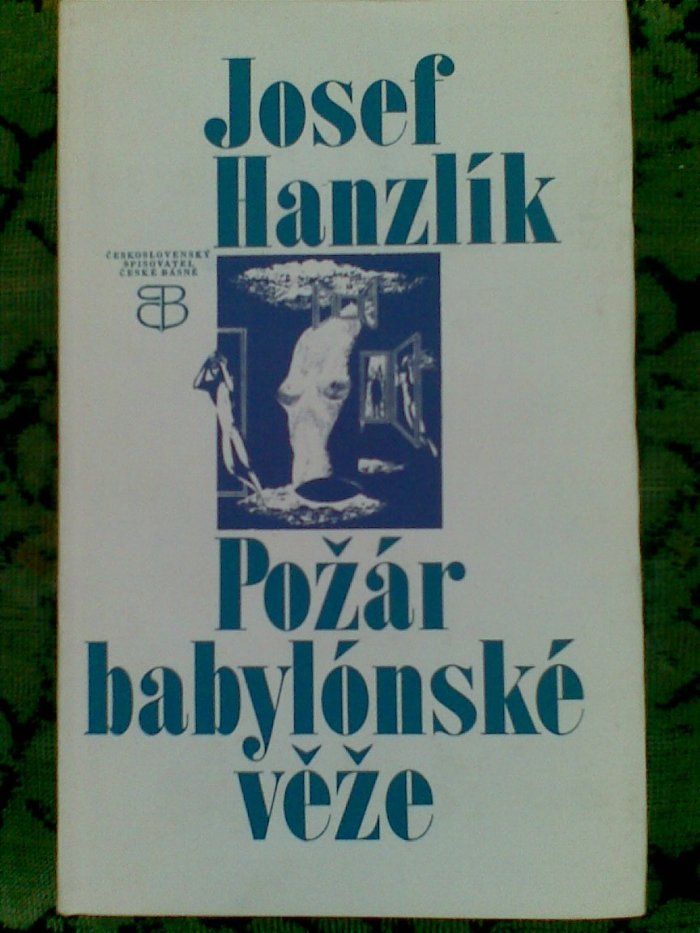 Josef
Hanzlík
ČESKOSLOVENSKÝ
SPISOVATEL
ČESKÉ BÁSNĚ
Požár
babylónské
věže